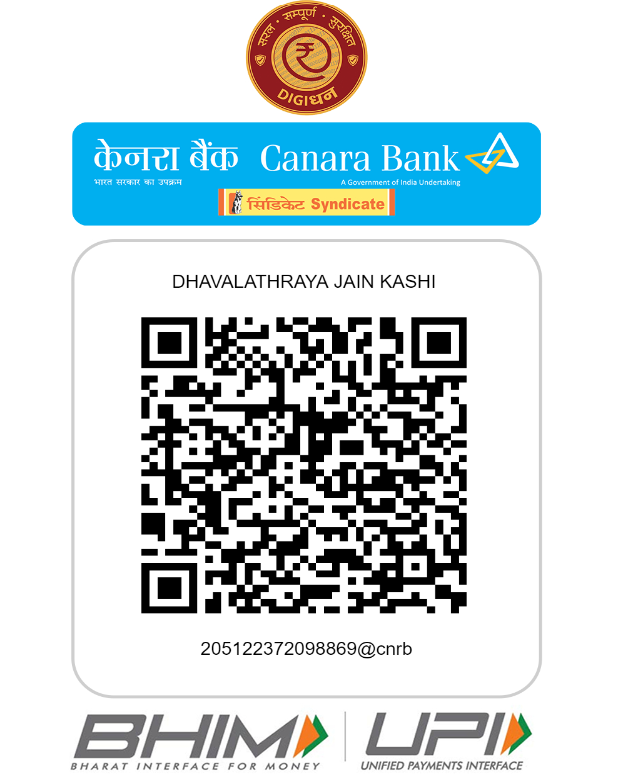 सरल · सम्पूर्ण · सुरक्षित
DIGIधन
केनरा बैंक Canara Bank
भारत सरकार का उपक्रम A Government of India Undertaking
सिंडिकेट Syndicate
DHAVALATHRAYA JAIN KASHI
205122372098869@cnrb
BHIM UPI
BHARAT INTERFACE FOR MONEY UNIFIED PAYMENTS INTERFACE